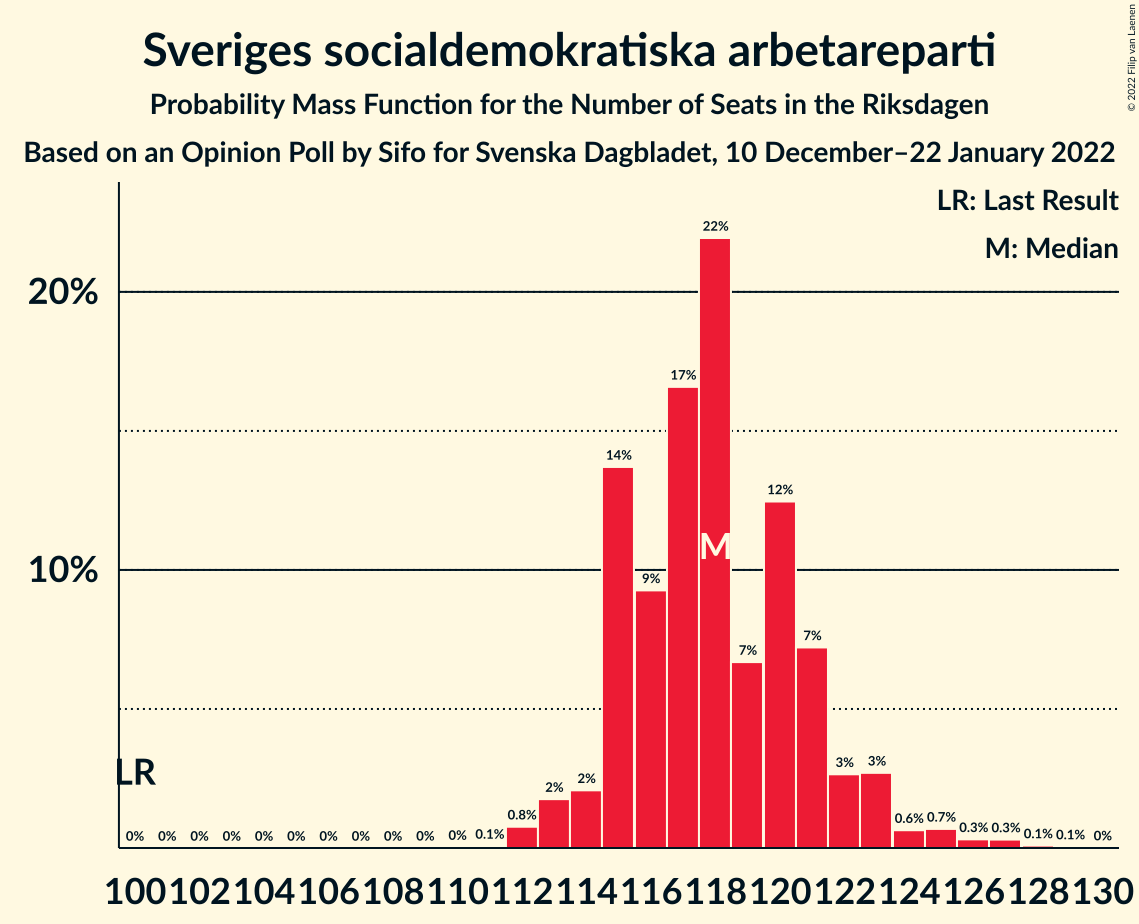 Sveriges socialdemokratiska arbetareparti
Probability Mass Function for the Number of Seats in the Riksdagen
Based on an Opinion Poll by Sifo for Svenska Dagbladet, 10 December–22 January 2022
© 2022 Filip van Laenen
LR: Last Result
M: Median
20%
10%
22%
17%
14%
12%
9%
7%
7%
M
LR
0% 0% 0% 0% 0% 0% 0% 0% 0% 0% 0% 0.1% 0.8% 2% 2% 3% 3% 0.6% 0.7% 0.3% 0.3% 0.1% 0.1% 0%
100 102 104 106 108 110 112 114 116 118 120 122 124 126 128 130